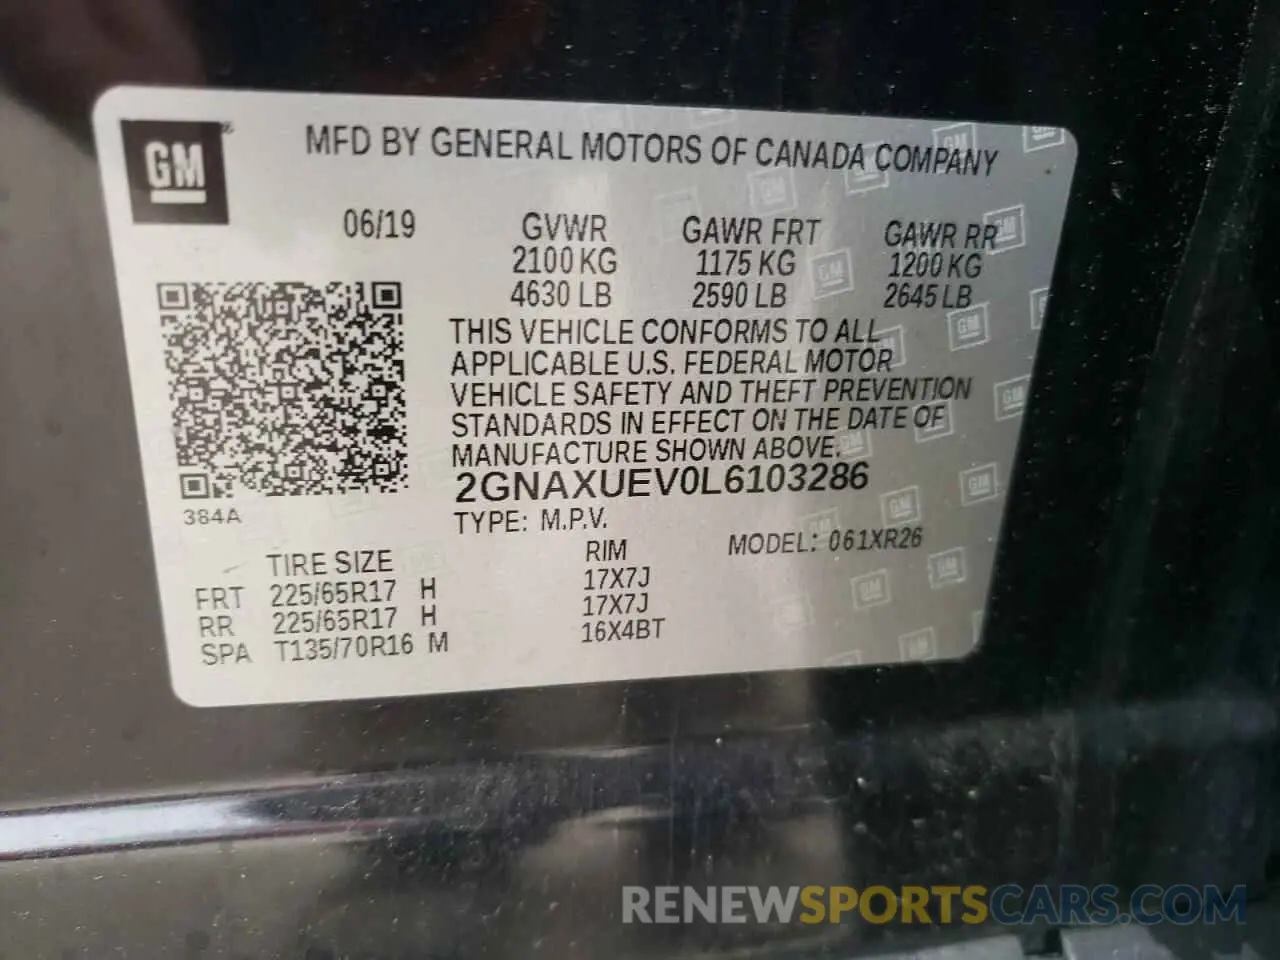 GM
MFD BY GENERAL MOTORS OF CANADA COMPANY
06/19 GVWR GAWR FRT GAWR RR
2100 KG 1175 KG 1200 KG
4630 LB 2590 LB 2645 LB
THIS VEHICLE CONFORMS TO ALL
APPLICABLE U.S. FEDERAL MOTOR
VEHICLE SAFETY AND THEFT PREVENTION
STANDARDS IN EFFECT ON THE DATE OF
MANUFACTURE SHOWN ABOVE.
2GNAXUEV0L6103286
384A
TYPE: M.P.V.
MODEL: 061XR26
TIRE SIZE RIM
FRT 225/65R17 H 17X7J
RR 225/65R17 H 17X7J
SPA T135/70R16 M 16X4BT
RENEWSPORTSCARS.COM